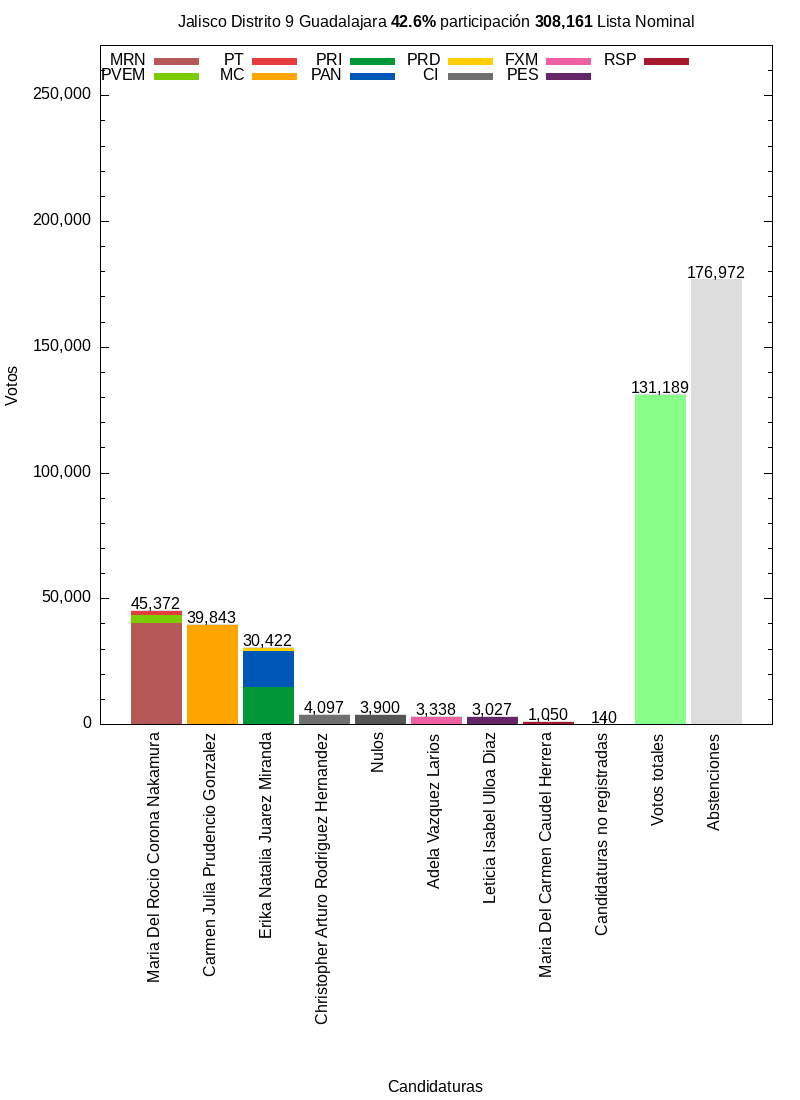 Jalisco Distrito 9 Guadalajara 42.6% participación 308,161 Lista Nominal
MRN PT PRI PRD FXM RSP
PVEM MC PAN CI PES
250,000
200,000
150,000
100,000
50,000
0
Votos
45,372
39,843
30,422
4,097
3,900
3,338
3,027
1,050
140
131,189
176,972
Maria Del Rocio Corona Nakamura
Carmen Julia Prudencio Gonzalez
Erika Natalia Juarez Miranda
Christopher Arturo Rodriguez Hernandez
Nulos
Adela Vazquez Larios
Leticia Isabel Ulloa Diaz
Maria Del Carmen Caudel Herrera
Candidaturas no registradas
Votos totales
Abstenciones
Candidaturas